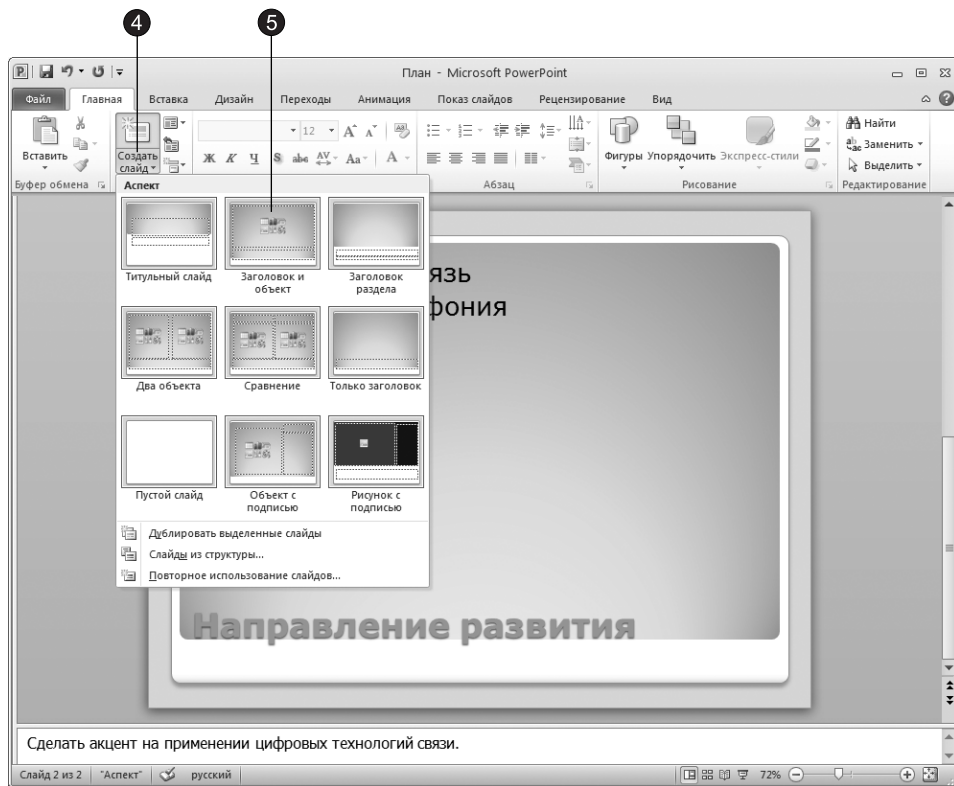 4 5
План - Microsoft PowerPoint
Файл Главная Вставка Дизайн Переходы Анимация Показ слайдов Рецензирование Вид
Вставить
Создать слайд
12
Ж К Ч S abc AV Aa A
Фигуры Упорядочить Экспресс-стили
Найти
Заменить
Выделить
Буфер обмена Абзац Рисование Редактирование
Аспект
Титульный слайд
Заголовок и объект
Заголовок раздела
Два объекта
Сравнение
Только заголовок
Пустой слайд
Объект с подписью
Рисунок с подписью
Дублировать выделенные слайды
Слайды из структуры...
Повторное использование слайдов...
язь
фония
Направление развития
Сделать акцент на применении цифровых технологий связи.
Слайд 2 из 2 "Аспект" русский 72%